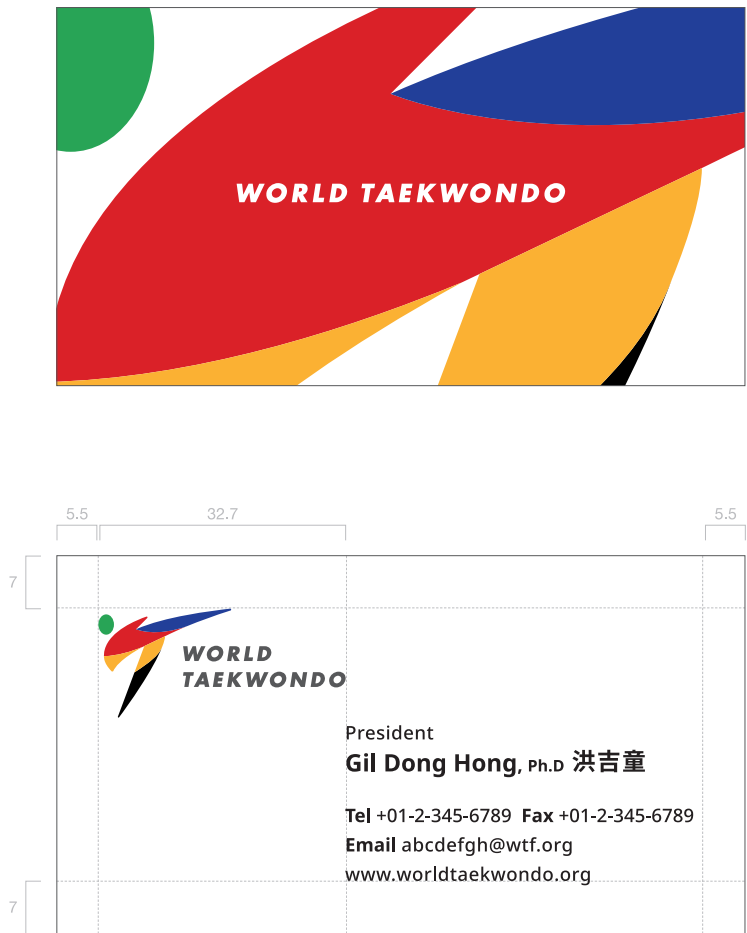 WORLD TAEKWONDO
5.5 32.7 5.5
7
WORLD
TAEKWONDO
President
Gil Dong Hong, Ph.D 洪吉童
Tel +01-2-345-6789 Fax +01-2-345-6789
Email abcdefgh@wtf.org
www.worldtaekwondo.org
7